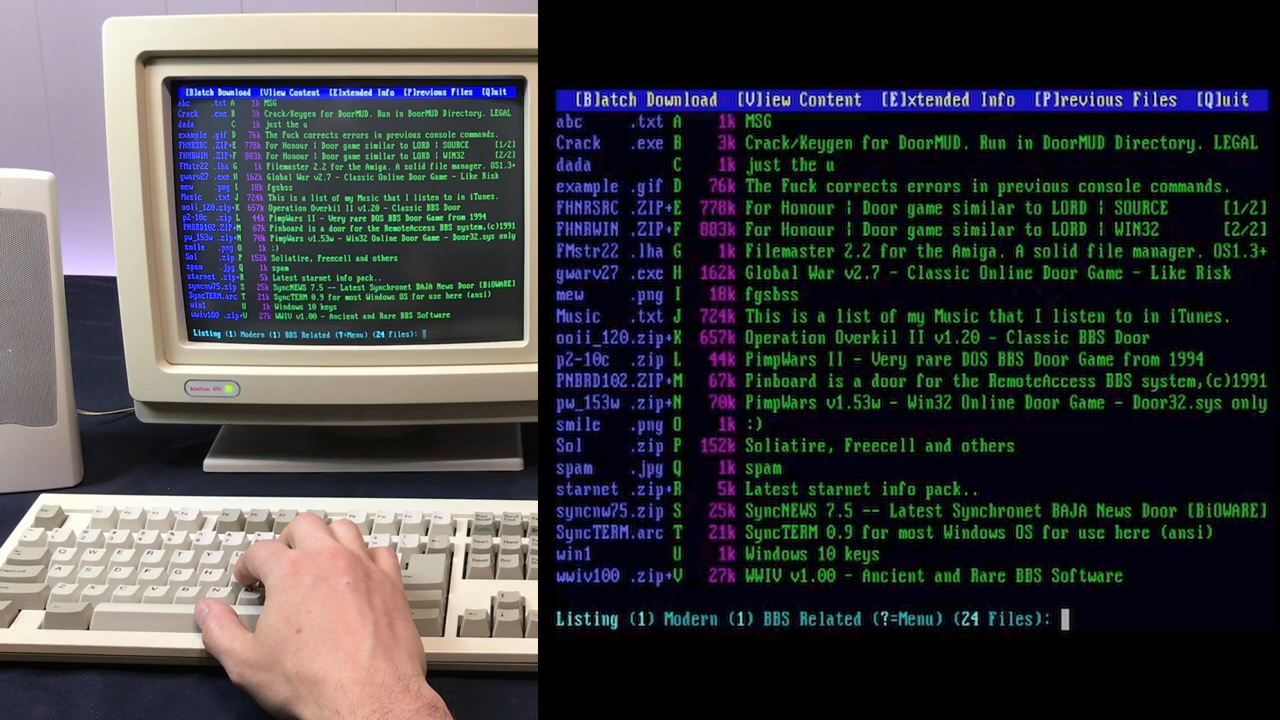 [B]atch Download [V]iew Content [E]xtended Info [P]revious Files [Q]uit
abc .txt A 1k MSG
Crack .exe B 3k Crack/Keygen for DoorMUD. Run in DoorMUD Directory. LEGAL
dada C 1k just the u
example .gif D 76k The Fuck corrects errors in previous console commands.
FHNRSRC .ZIP+E 778k For Honour | Door game similar to LORD | SOURCE [1/2]
FHNRWIN .ZIP+F 803k For Honour | Door game similar to LORD | WIN32 [2/2]
FMstr22 .lha G 1k Filemaster 2.2 for the Amiga. A solid file manager. OS1.3+
gwarv27 .exe H 162k Global War v2.7 - Classic Online Door Game - Like Risk
mew .png I 18k fgsbss
Music .txt J 724k This is a list of my Music that I listen to in iTunes.
ooii_120.zip+K 657k Operation Overkil II v1.20 - Classic BBS Door
p2-10c .zip L 44k PimpWars II - Very rare DOS BBS Door Game from 1994
PNBRD102.ZIP+M 67k Pinboard is a door for the RemoteAccess BBS system,(c)1991
pw_153w .zip+N 70k PimpWars v1.53w - Win32 Online Door Game - Door32.sys only
smile .png O 1k :)
Sol .zip P 152k Soliatire, Freecell and others
spam .jpg Q 1k spam
starnet .zip+R 5k Latest starnet info pack..
syncnw75.zip S 25k SyncNEWS 7.5 -- Latest Synchronet BAJA News Door [BiOWARE]
SyncTERM.arc T 21k SyncTERM 0.9 for most Windows OS for use here (ansi)
win1 U 1k Windows 10 keys
wwiv100 .zip+V 27k WWIV v1.00 - Ancient and Rare BBS Software
Listing (1) Modern (1) BBS Related (?=Menu) (24 Files):